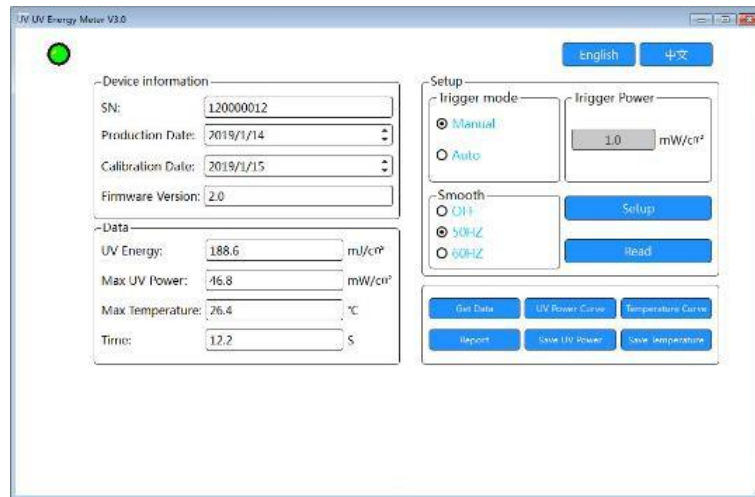 UV UV Energy Meter V3.0
English 中文
Device information
SN: 120000012
Production Date: 2019/1/14
Calibration Date: 2019/1/15
Firmware Version: 2.0
Data
UV Energy: 188.6 mJ/cm²
Max UV Power: 46.8 mW/cm²
Max Temperature: 26.4 ℃
Time: 12.2 S
Setup
Trigger mode
Manual
Auto
Trigger Power
1.0 mW/cm²
Smooth
OFF
50HZ
60HZ
Setup
Read
Get Data UV Power Curve Temperature Curve
Report Save UV Power Save Temperature